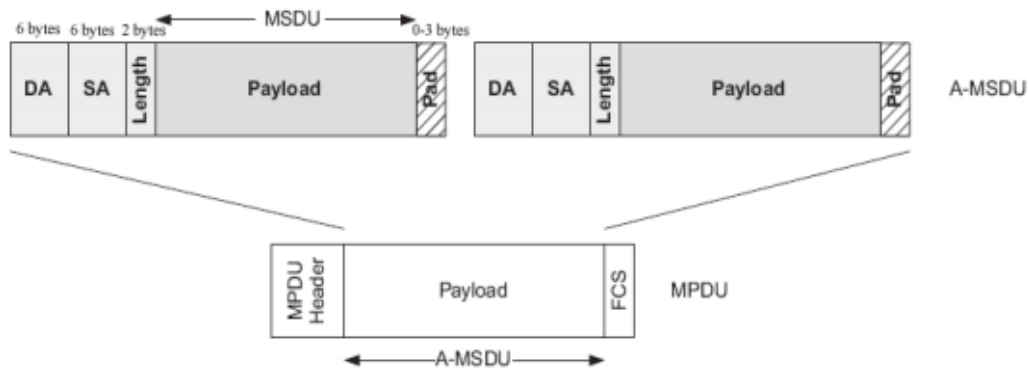 MSDU
6 bytes 6 bytes 2 bytes 0-3 bytes
DA SA Length Payload Pad DA SA Length Payload Pad A-MSDU
MPDU Header Payload FCS MPDU
A-MSDU